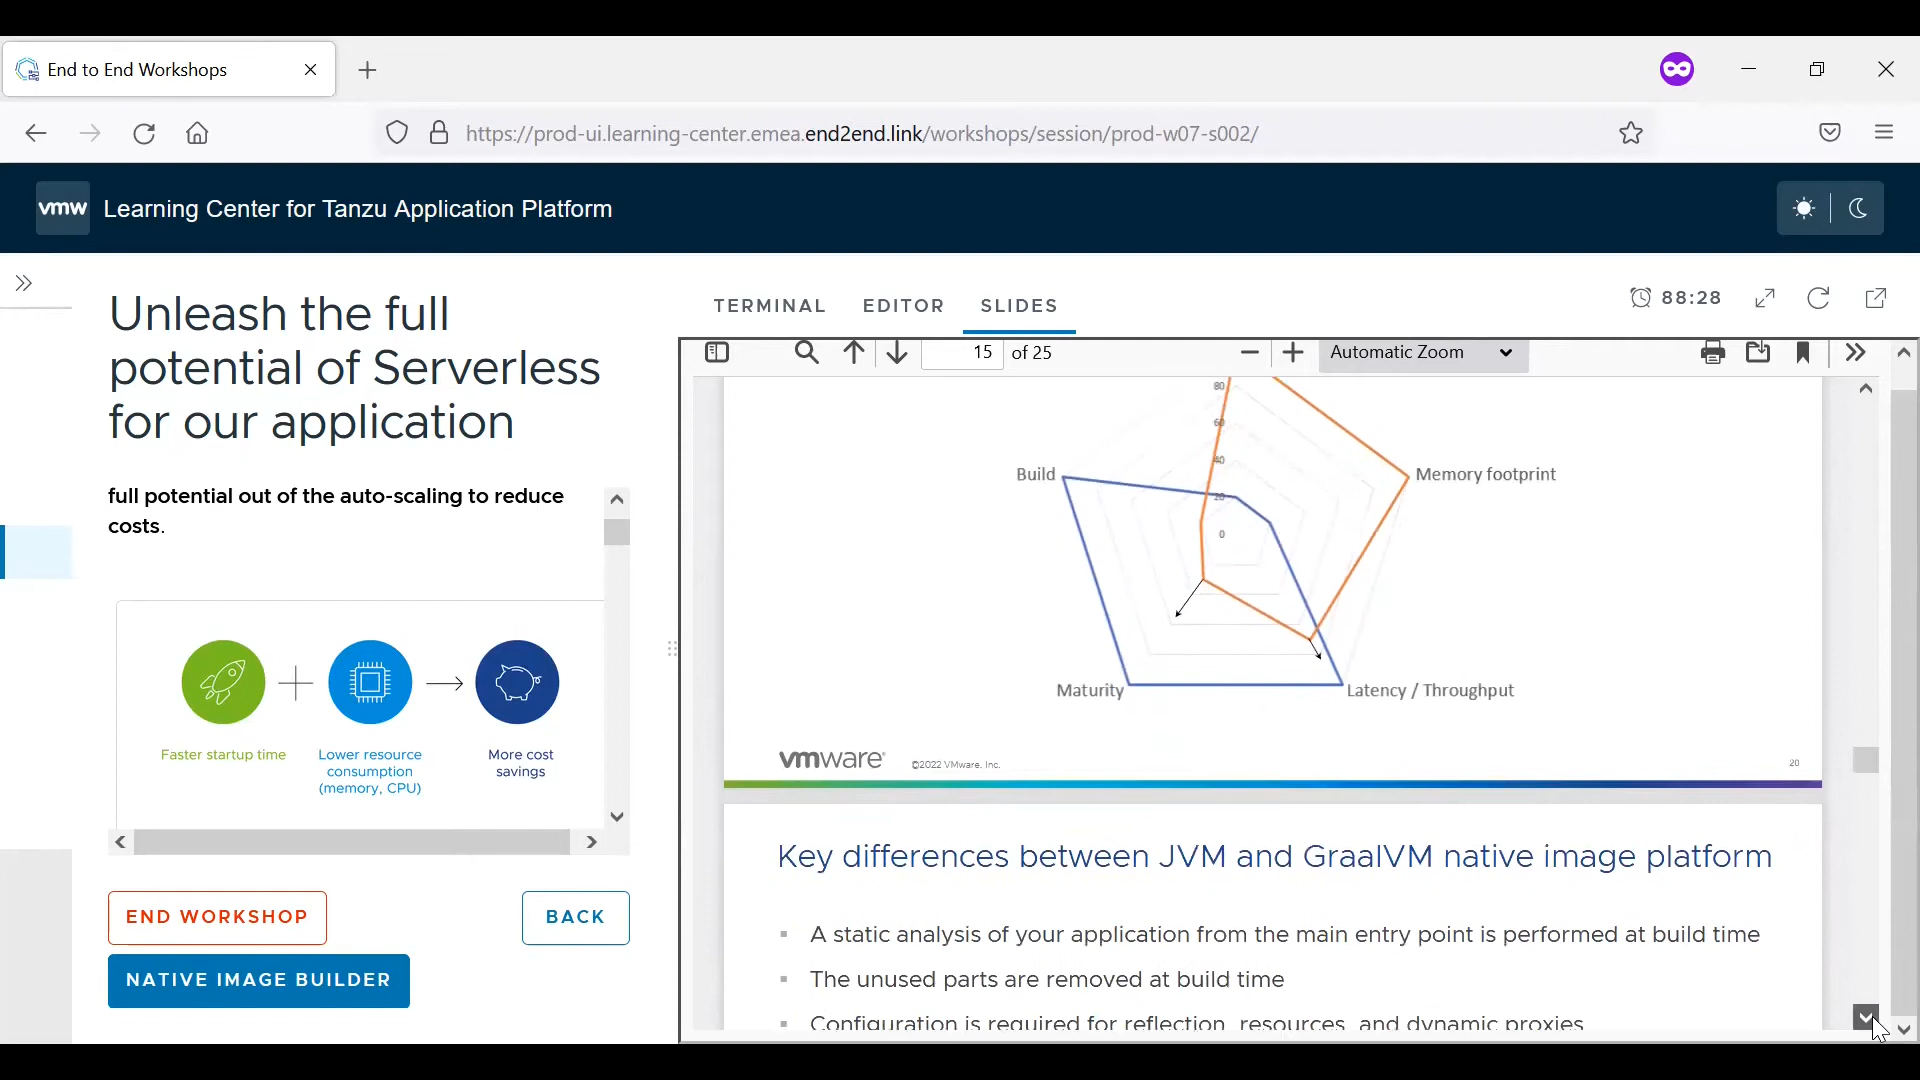 End to End Workshops
https://prod-ui.learning-center.emea.end2end.link/workshops/session/prod-w07-s002/
vmw
Learning Center for Tanzu Application Platform
Unleash the full
potential of Serverless
for our application
full potential out of the auto-scaling to reduce
costs.
Faster startup time
Lower resource
consumption
(memory, CPU)
More cost
savings
END WORKSHOP
BACK
NATIVE IMAGE BUILDER
TERMINAL
EDITOR
SLIDES
88:28
15
of 25
Automatic Zoom
80
60
40
20
0
Build
Memory footprint
Maturity
Latency / Throughput
vmware®
©2022 VMware, Inc.
20
Key differences between JVM and GraalVM native image platform
A static analysis of your application from the main entry point is performed at build time
The unused parts are removed at build time
Configuration is required for reflection, resources, and dynamic proxies